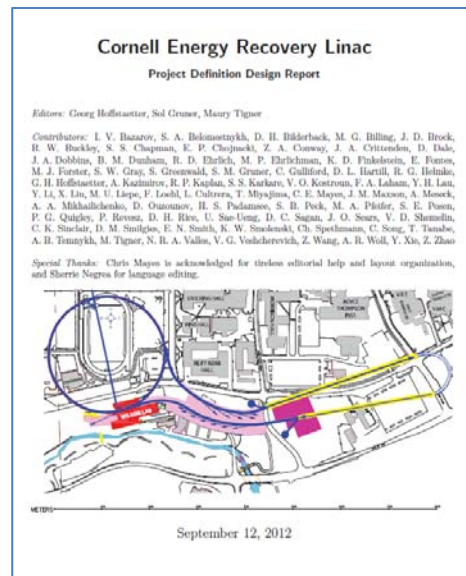 Cornell Energy Recovery Linac
Project Definition Design Report
Editors: Georg Hoffstaetter, Sol Gruner, Maury Tigner
Contributors: I. V. Bazarov, S. A. Belomestnykh, D. H. Bilderback, M. G. Billing, J. D. Brock,
B. W. Buckley, S. S. Chapman, E. P. Chojnacki, Z. A. Conway, J. A. Crittenden, D. Dale,
J. A. Dobbins, B. M. Dunham, R. D. Ehrlich, M. P. Ehrlichman, K. D. Finkelstein, E. Fontes,
M. J. Forster, S. W. Gray, S. Greenwald, S. M. Gruner, C. Gulliford, D. L. Hartill, R. G. Helmke,
G. H. Hoffstaetter, A. Kazimirov, R. P. Kaplan, S. S. Karkare, V. O. Kostroun, F. A. Laham, Y. H. Lau,
Y. Li, X. Liu, M. U. Liepe, F. Loehl, L. Cultrera, T. Miyajima, C. E. Mayes, J. M. Maxson, A. Meseck,
A. A. Mikhailichenko, D. Ouzounov, H. S. Padamsee, S. B. Peck, M. A. Pfeifer, S. E. Posen,
P. G. Quigley, P. Revesz, D. H. Rice, U. Sae-Ueng, D. C. Sagan, J. O. Sears, V. D. Shemelin,
C. K. Sinclair, D. M. Smilgies, E. N. Smith, K. W. Smolenski, Ch. Spethmann, C. Song, T. Tanabe,
A. B. Temnykh, M. Tigner, N. R. A. Valles, V. G. Veshcherevich, Z. Wang, A. R. Woll, Y. Xie, Z. Zhao
Special Thanks: Chris Mayes is acknowledged for tireless editorial help and layout organization,
and Sherrie Negrea for language editing.
THOMPSON
WILSON LAB
METERS
September 12, 2012